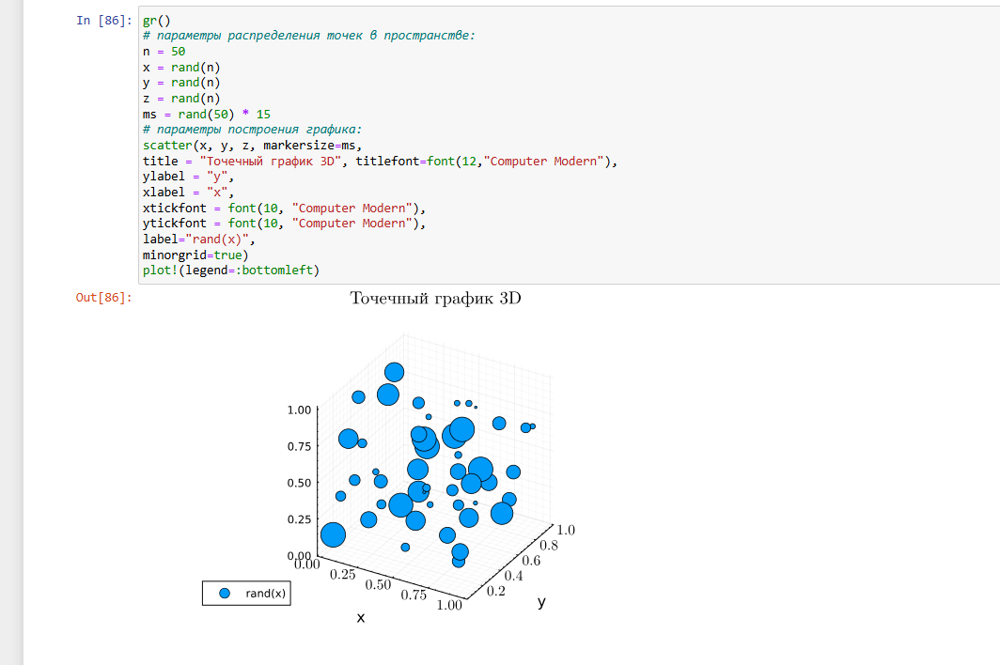 In [86]: gr()
# параметры распределения точек в пространстве:
n = 50
x = rand(n)
y = rand(n)
z = rand(n)
ms = rand(50) * 15
# параметры построения графика:
scatter(x, y, z, markersize=ms,
title = "Точечный график 3D", titlefont=font(12,"Computer Modern"),
ylabel = "y",
xlabel = "x",
xtickfont = font(10, "Computer Modern"),
ytickfont = font(10, "Computer Modern"),
label="rand(x)",
minorgrid=true)
plot!(legend=:bottomleft)
Out[86]:
Точечный график 3D
1.00
0.75
0.50
0.25
0.00
0.00
0.25
0.50
0.75
1.00
0.2
0.4
0.6
0.8
1.0
rand(x)
x
y